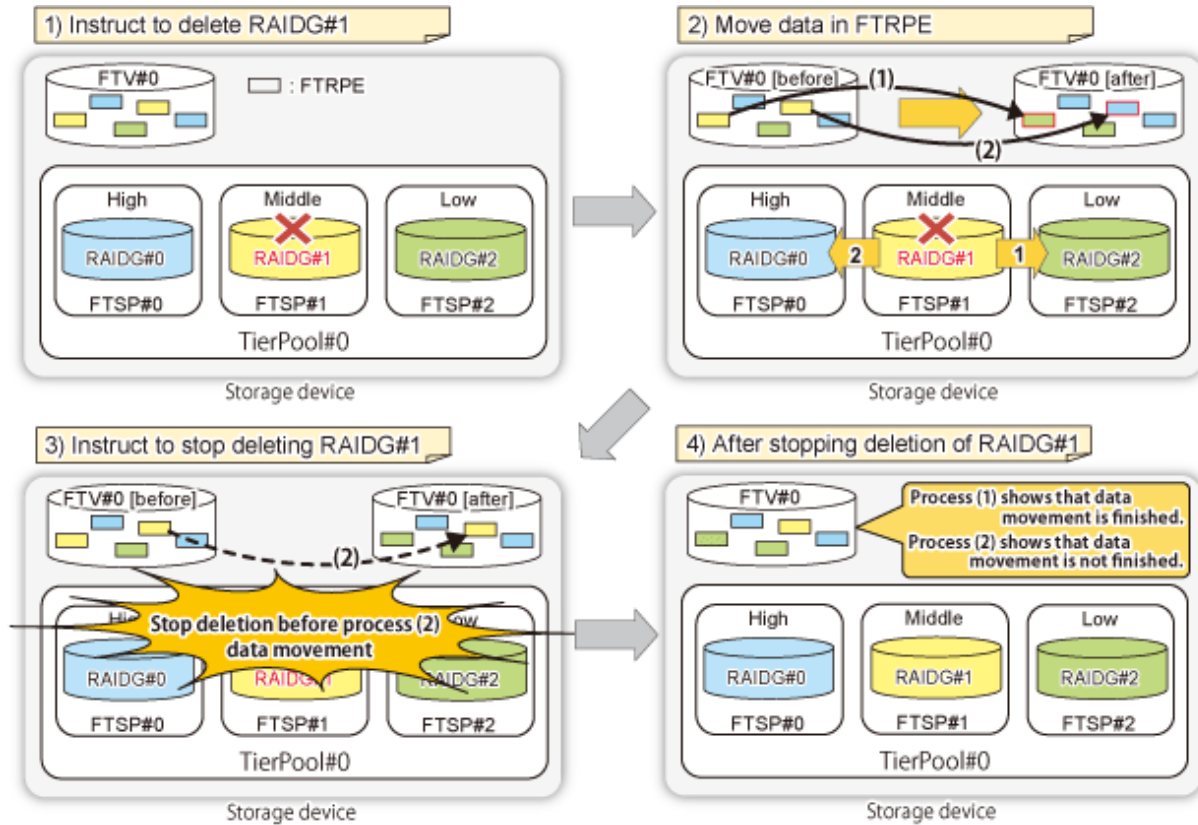 1) Instruct to delete RAIDG#1
FTV#0
: FTRPE
High
Middle
Low
RAIDG#0
RAIDG#1
RAIDG#2
FTSP#0
FTSP#1
FTSP#2
TierPool#0
Storage device
2) Move data in FTRPE
FTV#0 [before]
(1)
FTV#0 [after]
(2)
High
Middle
Low
RAIDG#0
2
RAIDG#1
1
RAIDG#2
FTSP#0
FTSP#1
FTSP#2
TierPool#0
Storage device
3) Instruct to stop deleting RAIDG#1
FTV#0 [before]
FTV#0 [after]
(2)
Stop deletion before process (2)
data movement
RAIDG#0
RAIDG#1
RAIDG#2
FTSP#0
FTSP#1
FTSP#2
TierPool#0
Storage device
4) After stopping deletion of RAIDG#1
FTV#0
Process (1) shows that data
movement is finished.
Process (2) shows that data
movement is not finished.
High
Middle
Low
RAIDG#0
RAIDG#1
RAIDG#2
FTSP#0
FTSP#1
FTSP#2
TierPool#0
Storage device